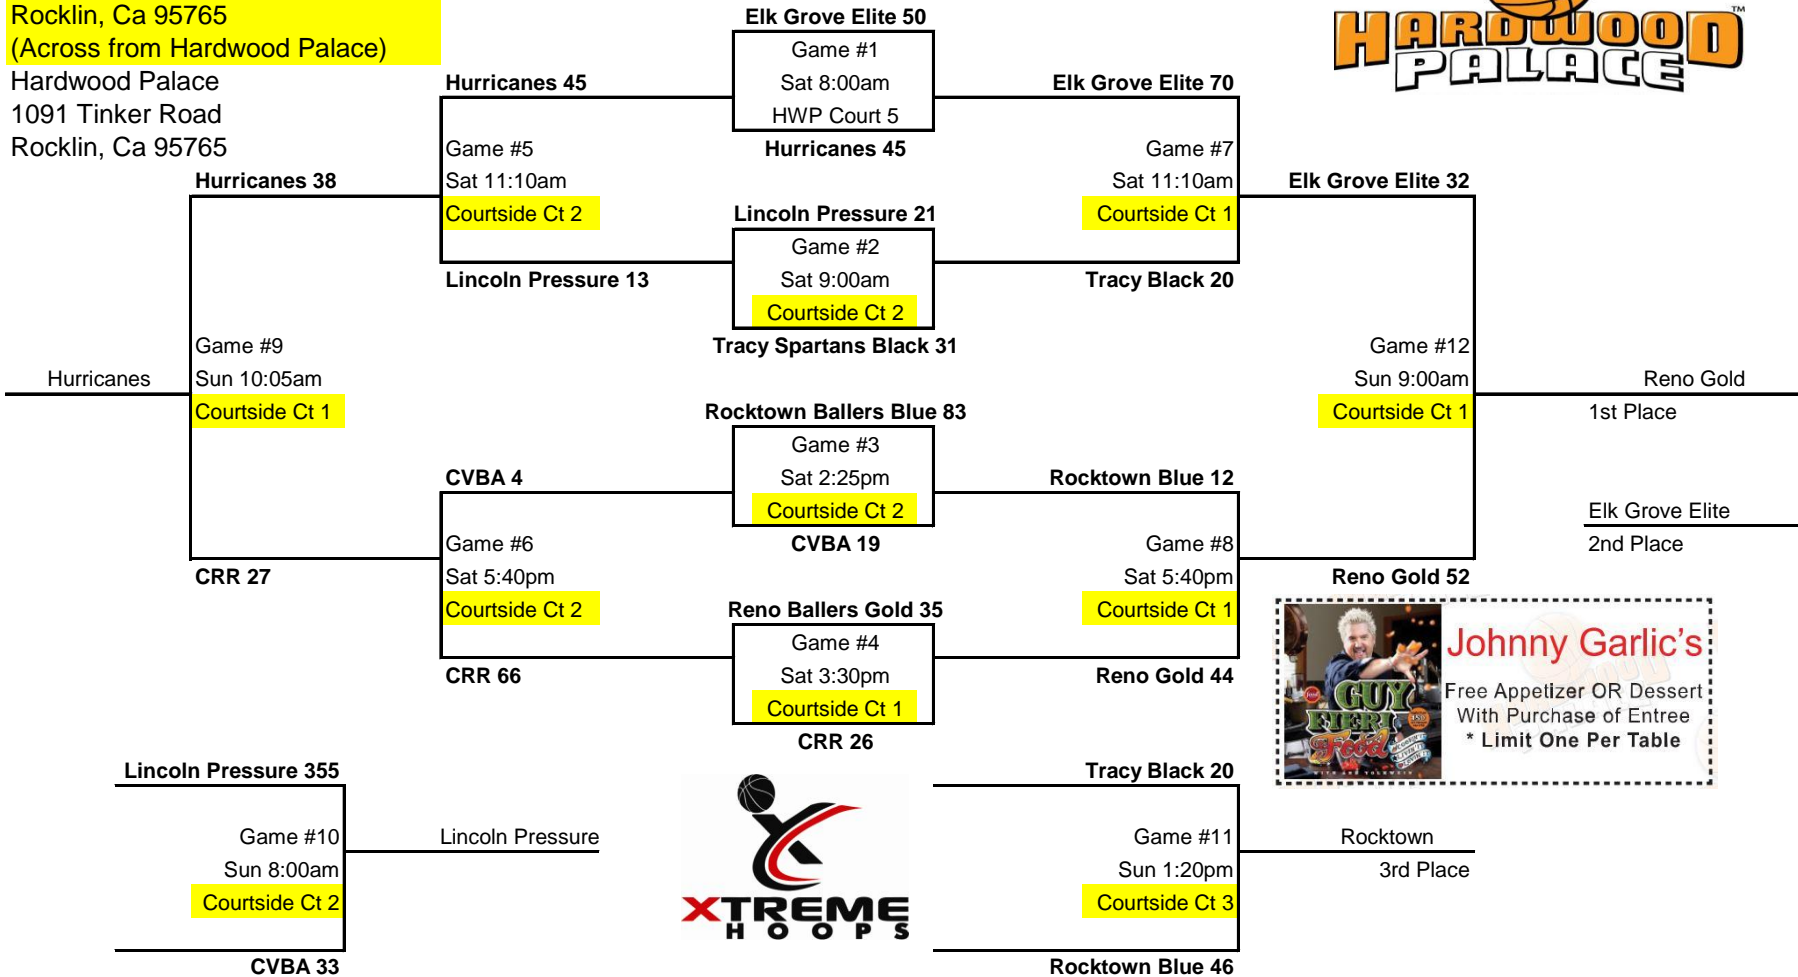 Rocklin, Ca 95765
(Across from Hardwood Palace)
Hardwood Palace
1091 Tinker Road
Rocklin, Ca 95765
HARDWOOD
PALACE
TM
Elk Grove Elite 50
Game #1
Sat 8:00am
HWP Court 5
Hurricanes 45
Hurricanes 45
Game #5
Sat 11:10am
Courtside Ct 2
Lincoln Pressure 13
Elk Grove Elite 70
Game #7
Sat 11:10am
Courtside Ct 1
Tracy Black 20
Lincoln Pressure 21
Game #2
Sat 9:00am
Courtside Ct 2
Tracy Spartans Black 31
Hurricanes 38
Game #9
Sun 10:05am
Courtside Ct 1
CRR 27
Hurricanes
Elk Grove Elite 32
Game #12
Sun 9:00am
Courtside Ct 1
Reno Gold 52
Reno Gold
1st Place
Elk Grove Elite
2nd Place
Rocktown Ballers Blue 83
Game #3
Sat 2:25pm
Courtside Ct 2
CVBA 19
CVBA 4
Game #6
Sat 5:40pm
Courtside Ct 2
CRR 66
Rocktown Blue 12
Game #8
Sat 5:40pm
Courtside Ct 1
Reno Gold 44
Reno Ballers Gold 35
Game #4
Sat 3:30pm
Courtside Ct 1
CRR 26
GUY
FIERI
Food
Johnny Garlic's
Free Appetizer OR Dessert
With Purchase of Entree
* Limit One Per Table
Lincoln Pressure 355
Game #10
Sun 8:00am
Courtside Ct 2
CVBA 33
Lincoln Pressure
XTREME
HOOPS
Tracy Black 20
Game #11
Sun 1:20pm
Courtside Ct 3
Rocktown Blue 46
Rocktown
3rd Place